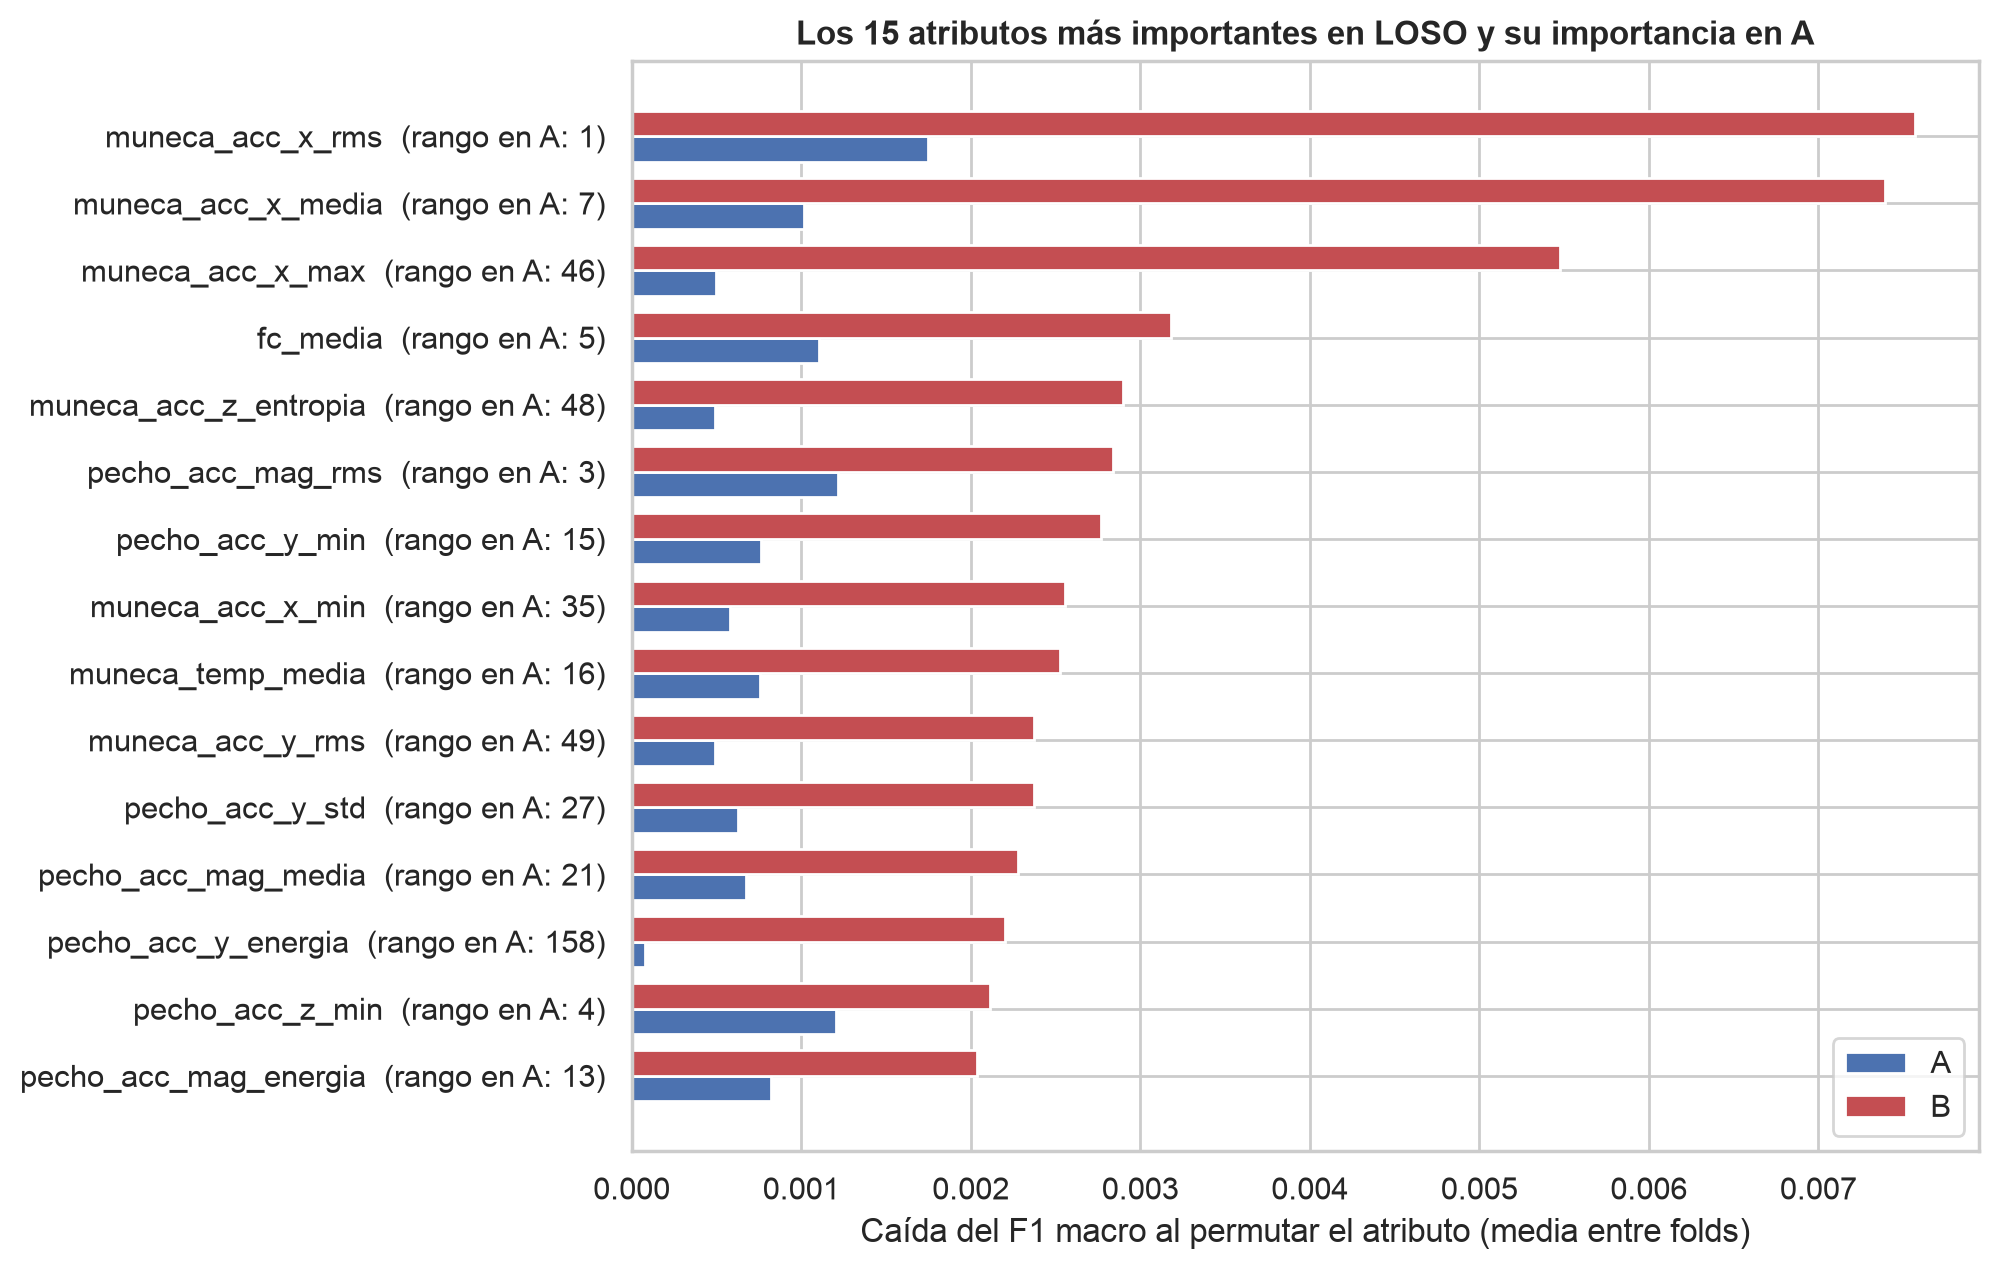 Los 15 atributos más importantes en LOSO y su importancia en A
muneca_acc_x_rms (rango en A: 1)
muneca_acc_x_media (rango en A: 7)
muneca_acc_x_max (rango en A: 46)
fc_media (rango en A: 5)
muneca_acc_z_entropia (rango en A: 48)
pecho_acc_mag_rms (rango en A: 3)
pecho_acc_y_min (rango en A: 15)
muneca_acc_x_min (rango en A: 35)
muneca_temp_media (rango en A: 16)
muneca_acc_y_rms (rango en A: 49)
pecho_acc_y_std (rango en A: 27)
pecho_acc_mag_media (rango en A: 21)
pecho_acc_y_energia (rango en A: 158)
pecho_acc_z_min (rango en A: 4)
pecho_acc_mag_energia (rango en A: 13)
A
B
0.000 0.001 0.002 0.003 0.004 0.005 0.006 0.007
Caída del F1 macro al permutar el atributo (media entre folds)